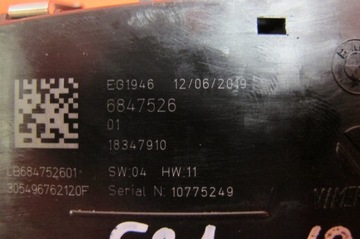 EG1946 12/06/2019
6847526
01
18347910
LB684752601 SW:04 HW:11
305496762120F Serial N: 10775249